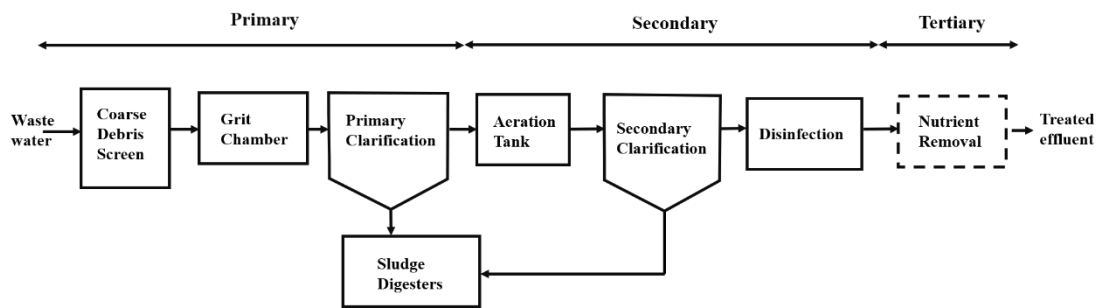 Primary
Secondary
Tertiary
Waste
water
Coarse
Debris
Screen
Grit
Chamber
Primary
Clarification
Aeration
Tank
Secondary
Clarification
Disinfection
Nutrient
Removal
Treated
effluent
Sludge
Digesters